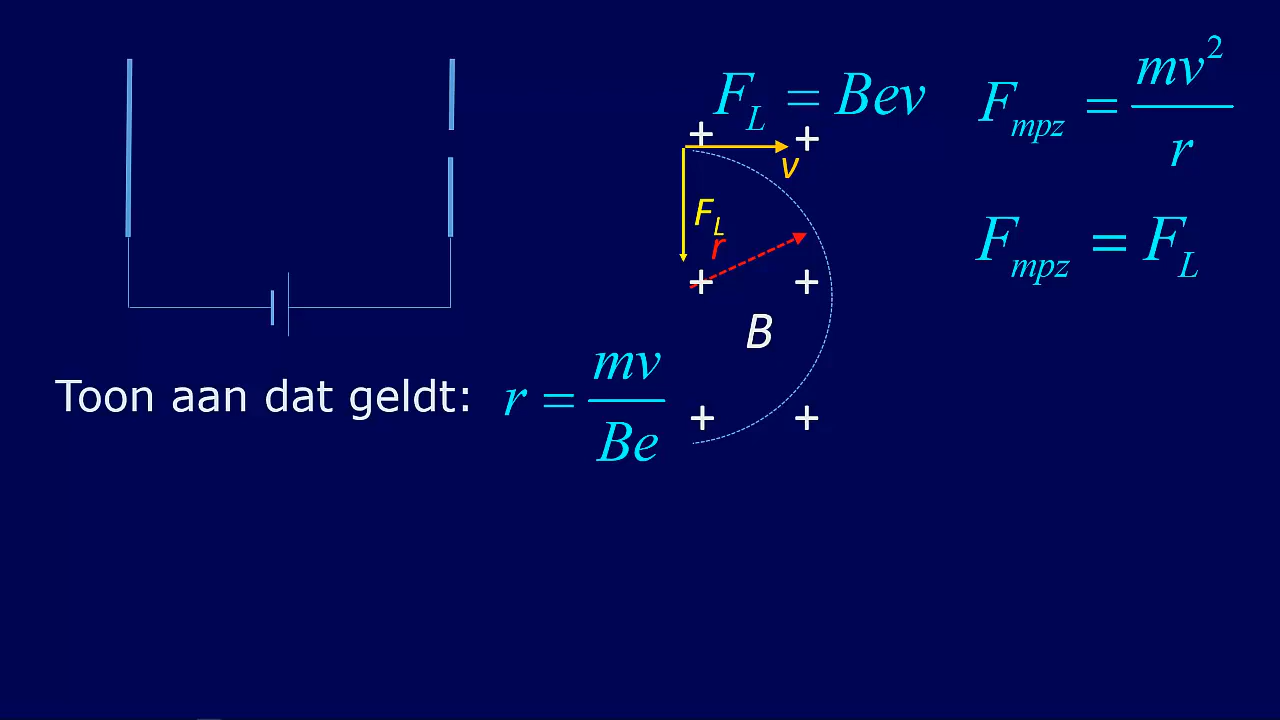 F_L = Bev
F_mpz = mv²/r
+ +
v
F_L
r
F_mpz = F_L
+ +
B
Toon aan dat geldt: r = mv/Be
+ +